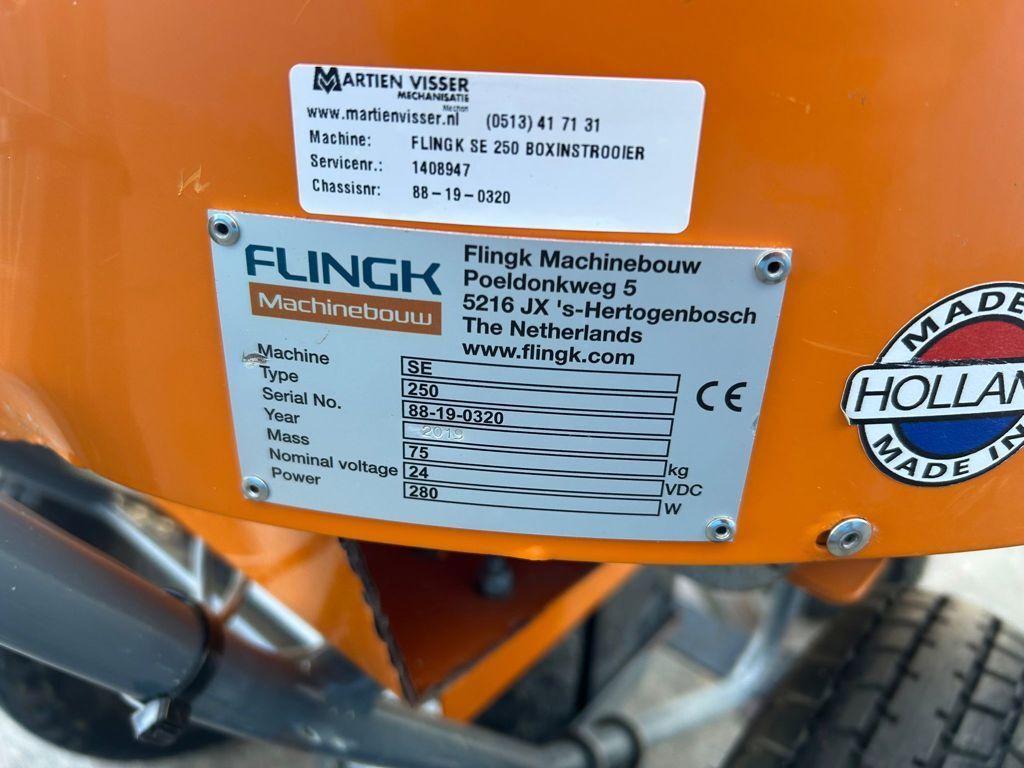 MARTIEN VISSER
MECHANISATIE
www.martienvisser.nl (0513) 41 71 31
Machine: FLINGK SE 250 BOXINSTROOIER
Servicenr.: 1408947
Chassisnr: 88-19-0320
FLINGK
Machinebouw
Flingk Machinebouw
Poeldonkweg 5
5216 JX 's-Hertogenbosch
The Netherlands
www.flingk.com
Machine SE
Type 250
Serial No. 88-19-0320
Year 2019
Mass 75 kg
Nominal voltage 24 VDC
Power 280 W
CE
MADE IN
HOLLAN
MADE IN